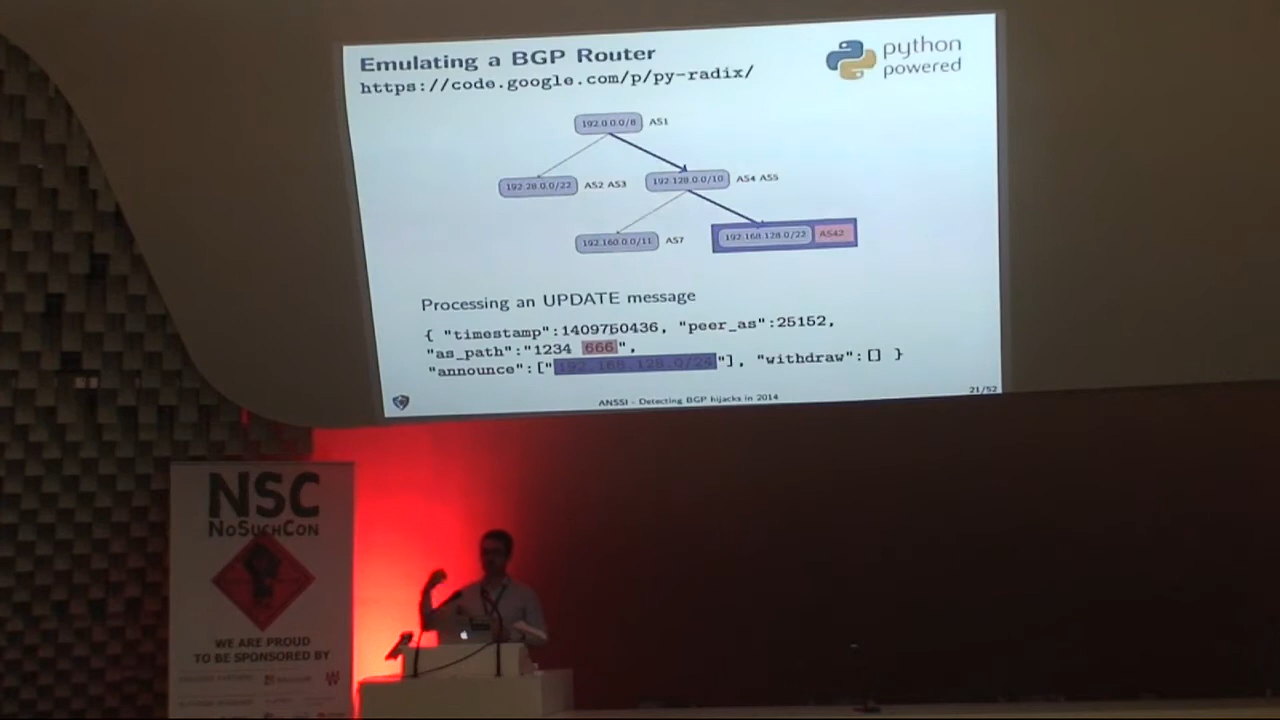 Emulating a BGP Router
https://code.google.com/p/py-radix/
python
powered
192.0.0.0/8 AS1
192.28.0.0/22 AS2 AS3
192.128.0.0/10 AS4 AS5
192.160.0.0/11 AS7
192.168.128.0/22 AS42
Processing an UPDATE message
{ "timestamp":1409750436, "peer_as":25152,
"as_path":"1234 666",
"announce":["192.168.128.0/24"], "withdraw":[] }
ANSSI - Detecting BGP hijacks in 2014
21/52
NSC
NoSuchCon
WE ARE PROUD
TO BE SPONSORED BY